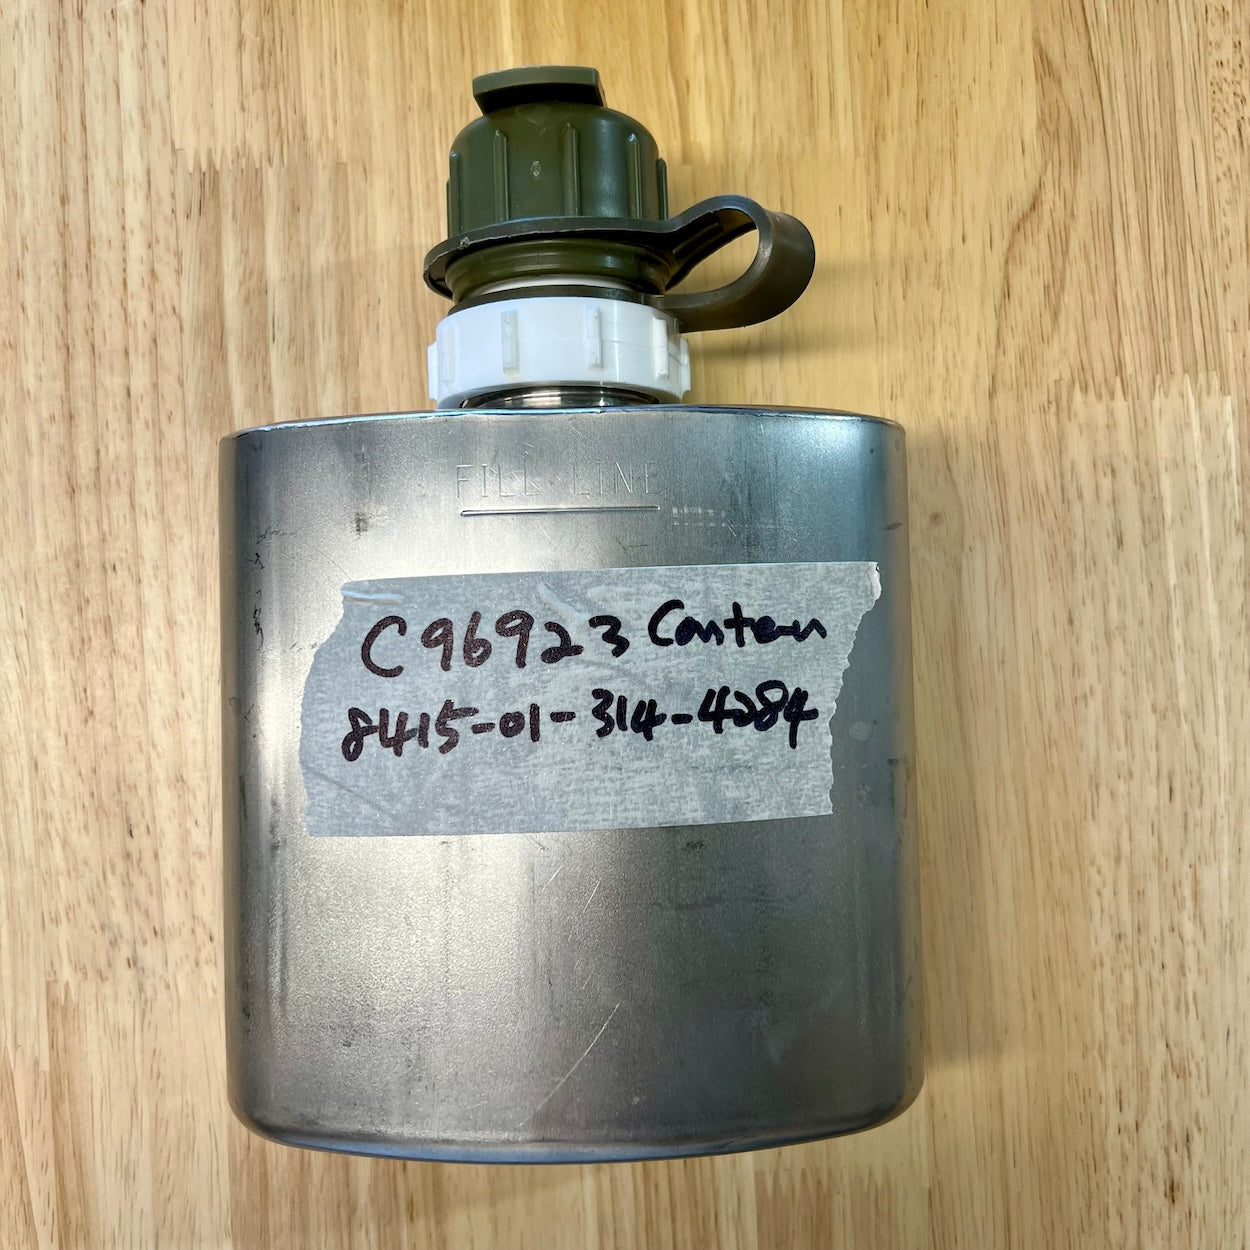 FILL LINE
C96923 Canteen
8415-01-314-4284